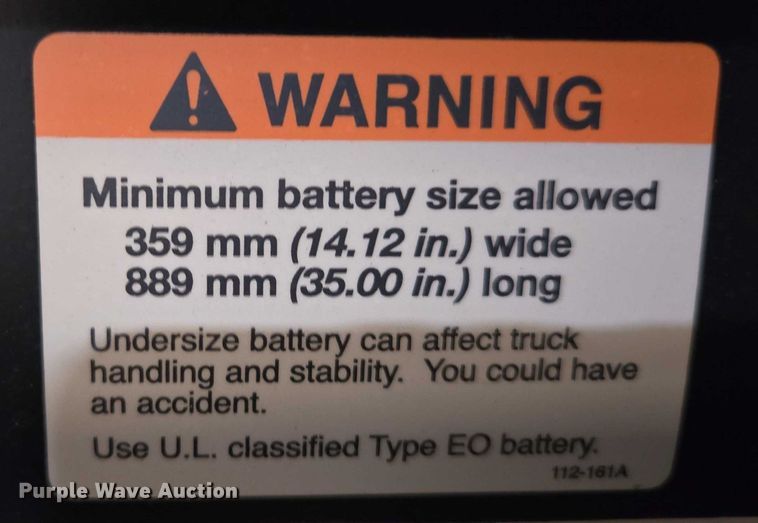 WARNING
Minimum battery size allowed
359 mm (14.12 in.) wide
889 mm (35.00 in.) long
Undersize battery can affect truck
handling and stability. You could have
an accident.
Use U.L. classified Type EO battery.
112-161A
Purple Wave Auction